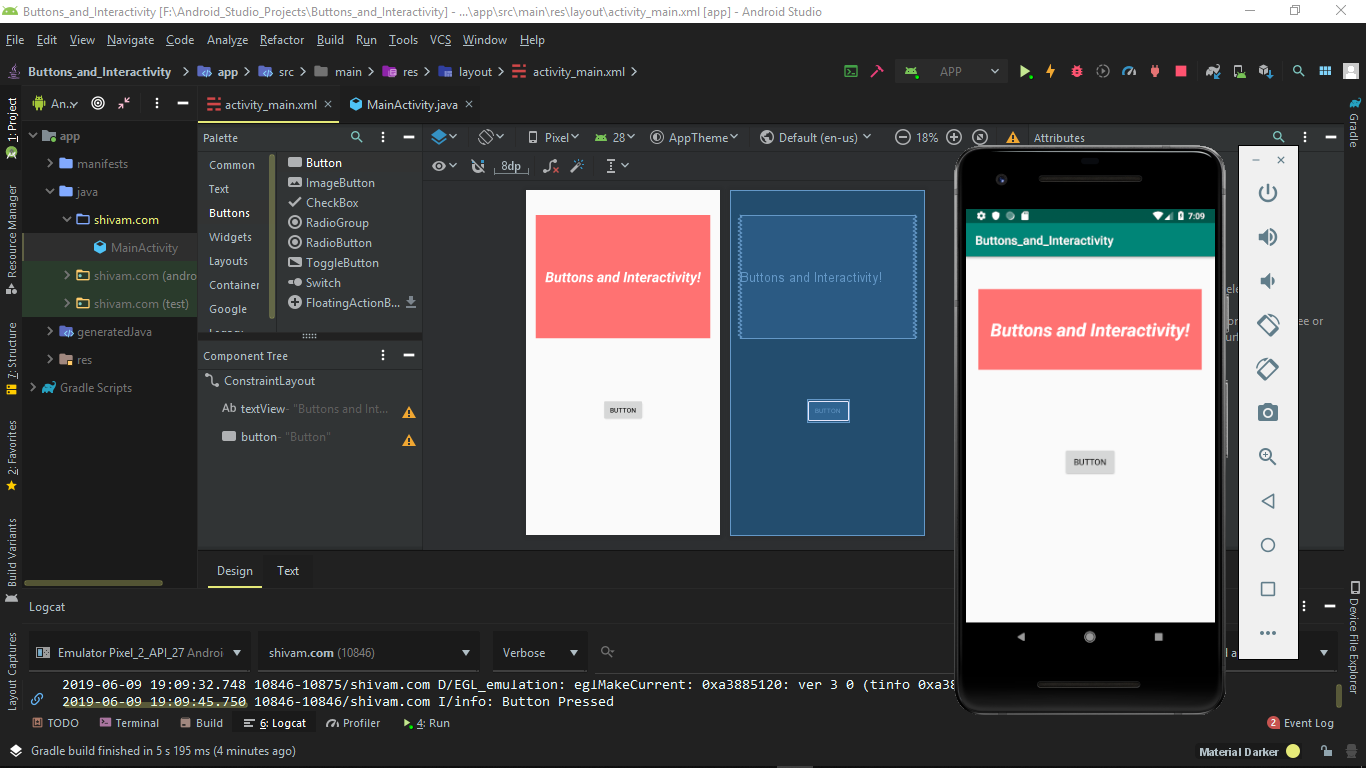 Buttons_and_Interactivity [F:\Android_Studio_Projects\Buttons_and_Interactivity] - ...\app\src\main\res\layout\activity_main.xml [app] - Android Studio
File Edit View Navigate Code Analyze Refactor Build Run Tools VCS Window Help
Buttons_and_Interactivity app src main res layout activity_main.xml APP
1: Project
Resource Manager
7: Structure
2: Favorites
Build Variants
Layout Captures
An..
activity_main.xml MainActivity.java
app
manifests
java
shivam.com
MainActivity
shivam.com (andro
shivam.com (test)
generatedJava
res
Gradle Scripts
Palette
Common
Text
Buttons
Widgets
Layouts
Container
Google
Legacy
Button
ImageButton
CheckBox
RadioGroup
RadioButton
ToggleButton
Switch
FloatingActionB...
Component Tree
ConstraintLayout
Ab textView- "Buttons and Int...
button- "Button"
Pixel 28 AppTheme Default (en-us) 18%
8dp
Attributes
Buttons and Interactivity!
BUTTON
Buttons and Interactivity!
BUTTON
7:09
Buttons_and_Interactivity
Buttons and Interactivity!
BUTTON
ee or
Gradle
Device File Explorer
Design Text
Logcat
Emulator Pixel_2_API_27 Androi shivam.com (10846) Verbose
2019-06-09 19:09:32.748 10846-10875/shivam.com D/EGL_emulation: eglMakeCurrent: 0xa3885120: ver 3 0 (tinfo 0xa38
2019-06-09 19:09:45.750 10846-10846/shivam.com I/info: Button Pressed
TODO Terminal Build 6: Logcat Profiler 4: Run 2 Event Log
Gradle build finished in 5 s 195 ms (4 minutes ago) Material Darker